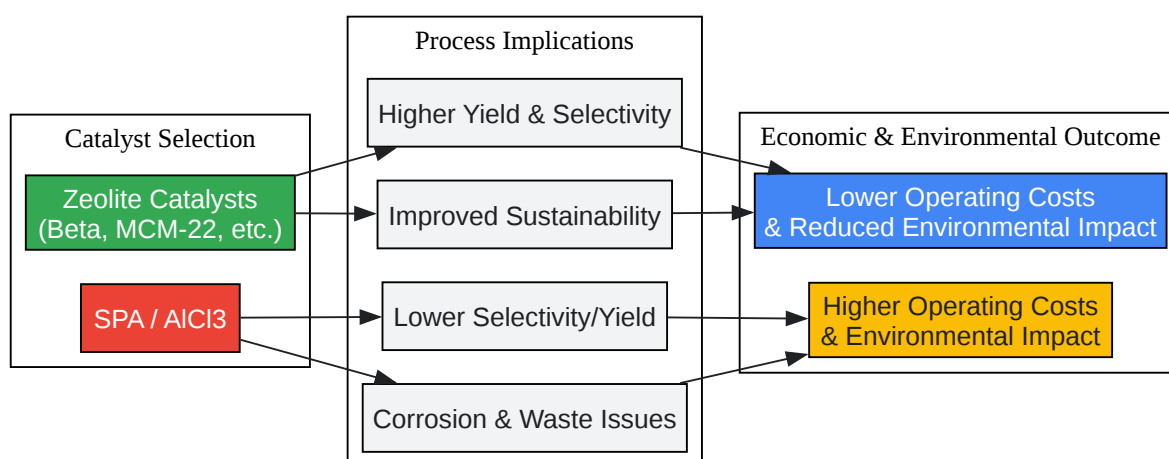 Process Implications
Catalyst Selection
Economic & Environmental Outcome
Higher Yield & Selectivity
Zeolite Catalysts
(Beta, MCM-22, etc.)
Improved Sustainability
Lower Operating Costs
& Reduced Environmental Impact
SPA / AlCl3
Lower Selectivity/Yield
Higher Operating Costs
& Environmental Impact
Corrosion & Waste Issues